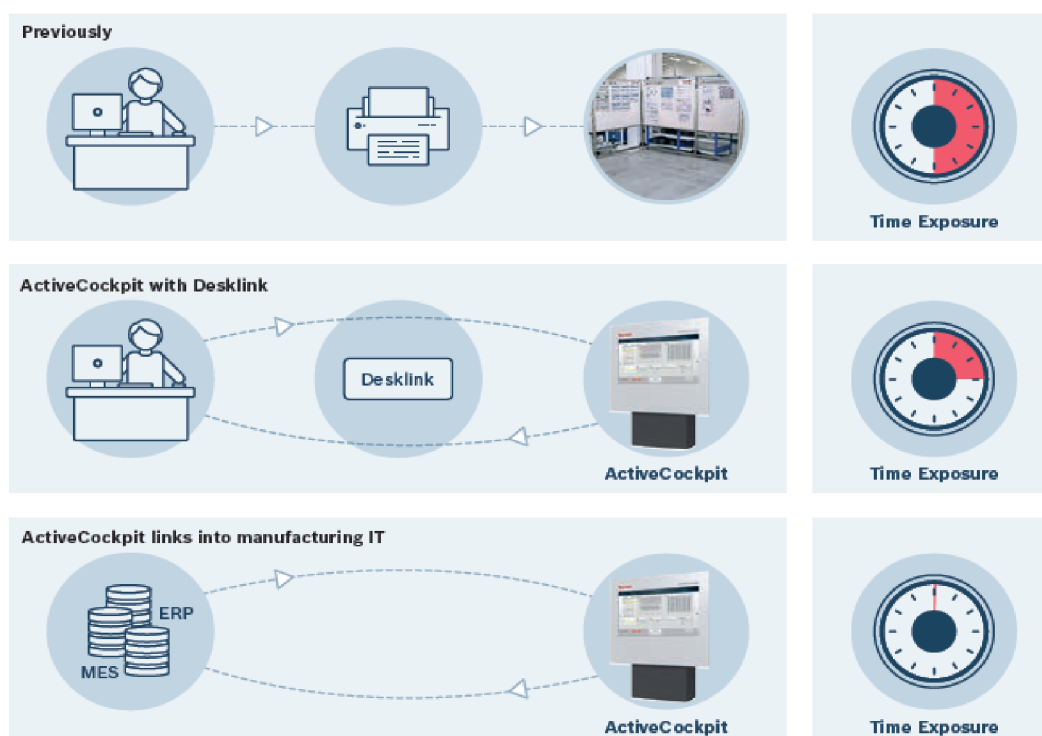 Previously
Time Exposure
ActiveCockpit with Desklink
Desklink
ActiveCockpit
Time Exposure
ActiveCockpit links into manufacturing IT
ERP
MES
ActiveCockpit
Time Exposure